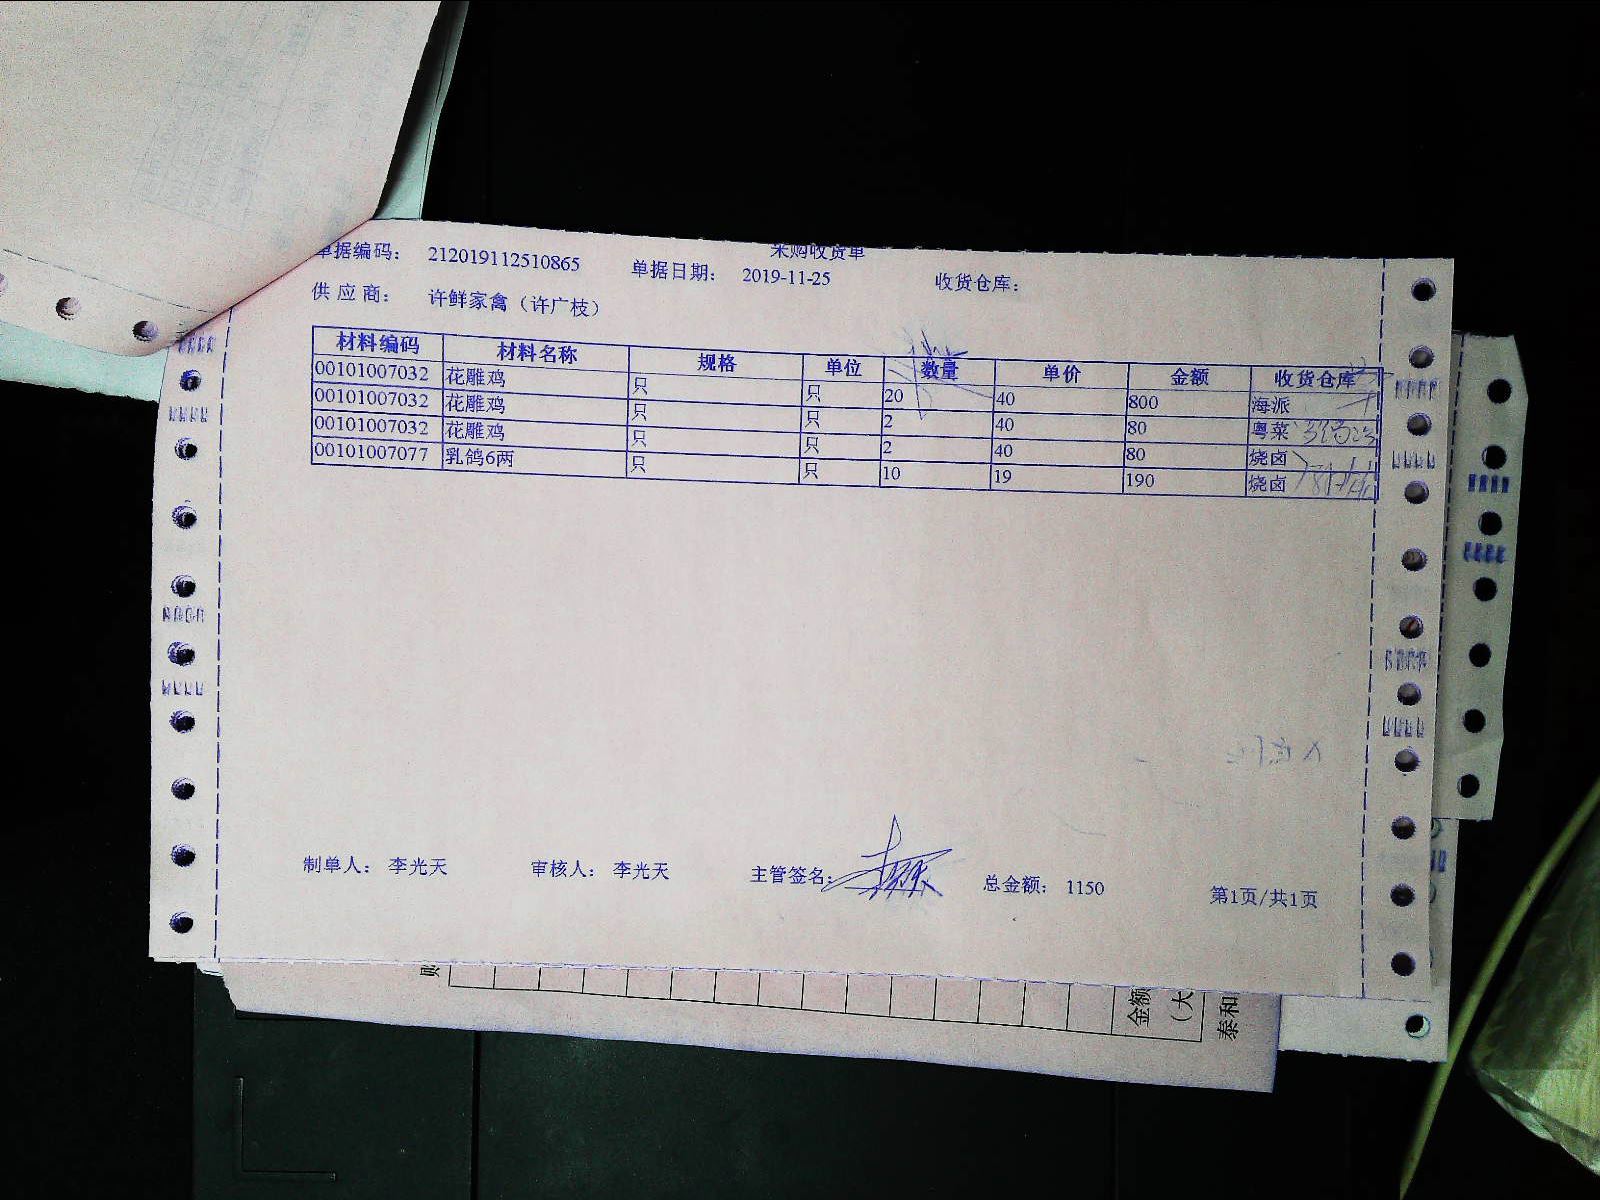 采购收货单
单据编码： 212019112510865 单据日期： 2019-11-25 收货仓库：
供 应 商： 许鲜家禽（许广枝）
材料编码 材料名称 规格 单位 数量 单价 金额 收货仓库
00101007032 花雕鸡 只 只 20 40 800 海派
00101007032 花雕鸡 只 只 2 40 80 粤菜
00101007032 花雕鸡 只 只 2 40 80 烧卤
00101007077 乳鸽6两 只 只 10 19 190 烧卤
制单人： 李光天 审核人： 李光天 主管签名： 总金额： 1150 第1页/共1页
金额
（大
泰和